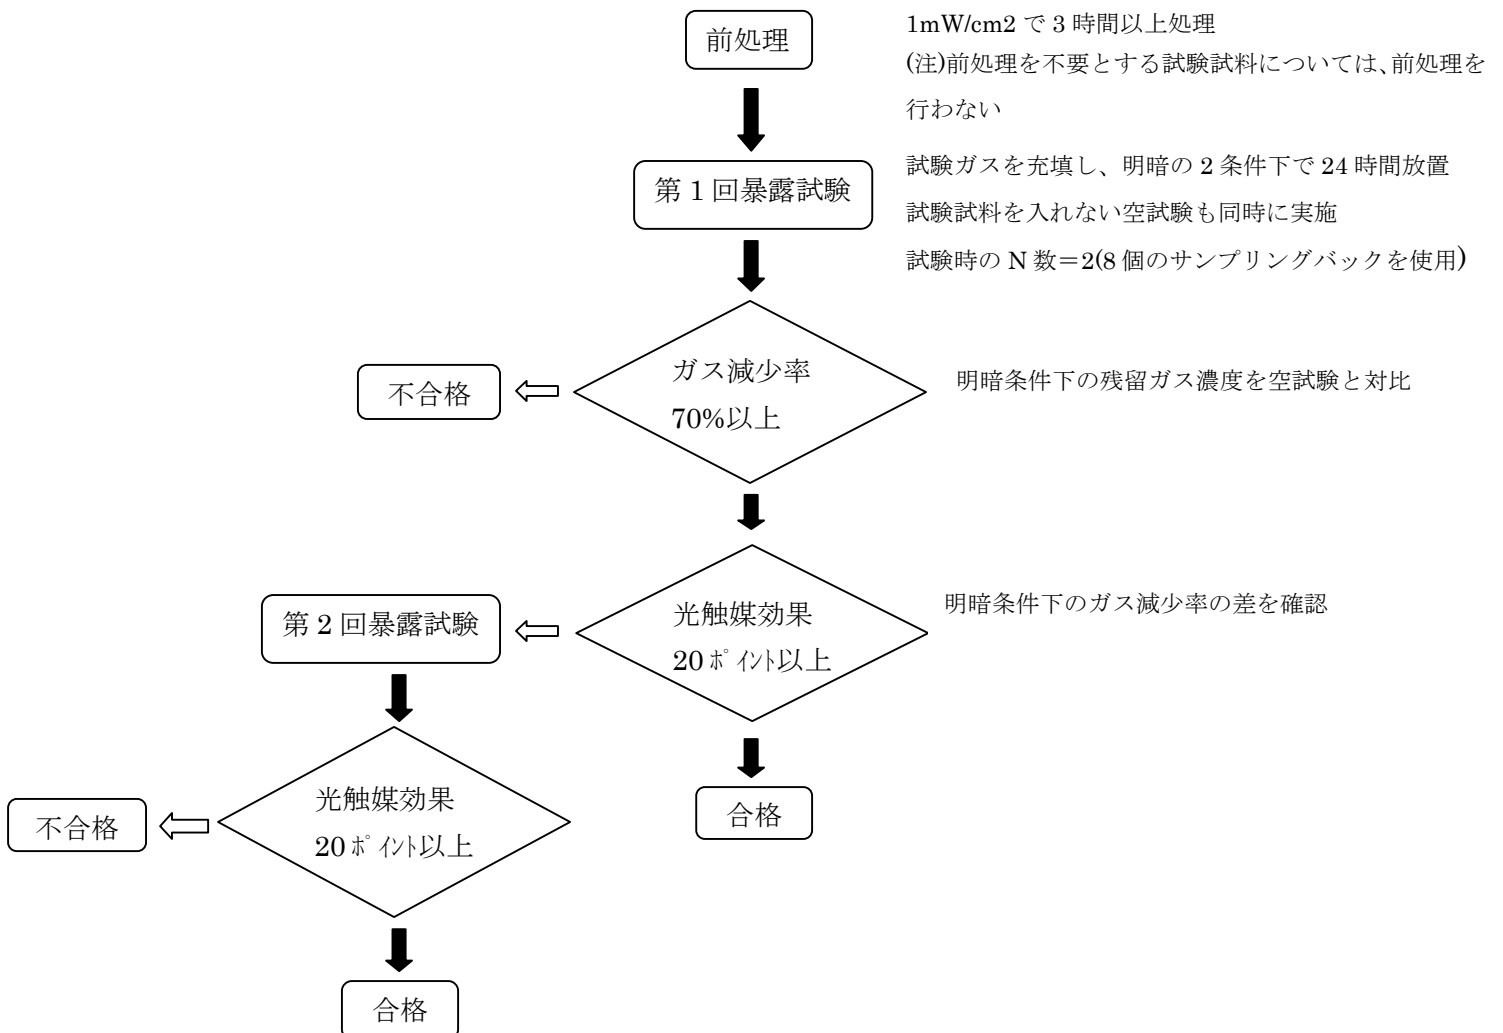 前処理
1mW/cm2 で 3 時間以上処理
(注)前処理を不要とする試験試料については、前処理を
行わない
第 1 回暴露試験
試験ガスを充填し、明暗の 2 条件下で 24 時間放置
試験試料を入れない空試験も同時に実施
試験時の N 数＝2(8 個のサンプリングバックを使用)
ガス減少率
70%以上
不合格
明暗条件下の残留ガス濃度を空試験と対比
光触媒効果
20ﾎﾟｲﾝﾄ以上
第 2 回暴露試験
明暗条件下のガス減少率の差を確認
光触媒効果
20ﾎﾟｲﾝﾄ以上
不合格
合格
合格